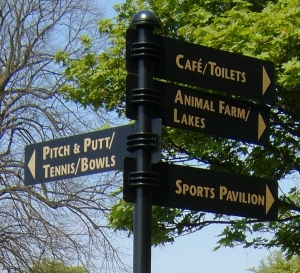 CAFÉ/TOILETS
ANIMAL FARM/
LAKES
PITCH & PUTT/
TENNIS/BOWLS
SPORTS PAVILION